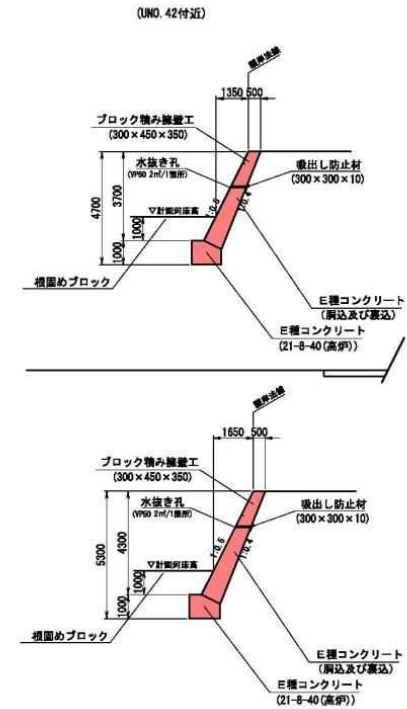 (UNO. 42付近)
護岸法線
1350 500
ブロック積み擁壁工
(300×450×350)
水抜き孔
(VP50 2㎡/1箇所)
吸出し防止材
(300×300×10)
4700
3700
1:0.5
1:0.4
▽計画河床高
1000
1000
根固めブロック
E種コンクリート
(胴込及び裏込)
E種コンクリート
(21-8-40(高炉))
護岸法線
1650 500
ブロック積み擁壁工
(300×450×350)
水抜き孔
(VP50 2㎡/1箇所)
吸出し防止材
(300×300×10)
5300
4300
1:0.5
1:0.4
▽計画河床高
1000
1000
根固めブロック
E種コンクリート
(胴込及び裏込)
E種コンクリート
(21-8-40(高炉))